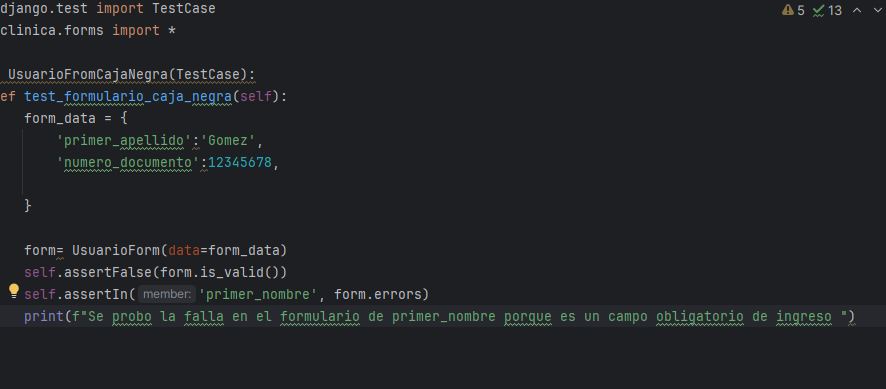 django.test import TestCase
5 13
clinica.forms import *
UsuarioFromCajaNegra(TestCase):
ef test_formulario_caja_negra(self):
form_data = {
'primer_apellido':'Gomez',
'numero_documento':12345678,
}
form= UsuarioForm(data=form_data)
self.assertFalse(form.is_valid())
self.assertIn( member: 'primer_nombre', form.errors)
print(f"Se probo la falla en el formulario de primer_nombre porque es un campo obligatorio de ingreso ")